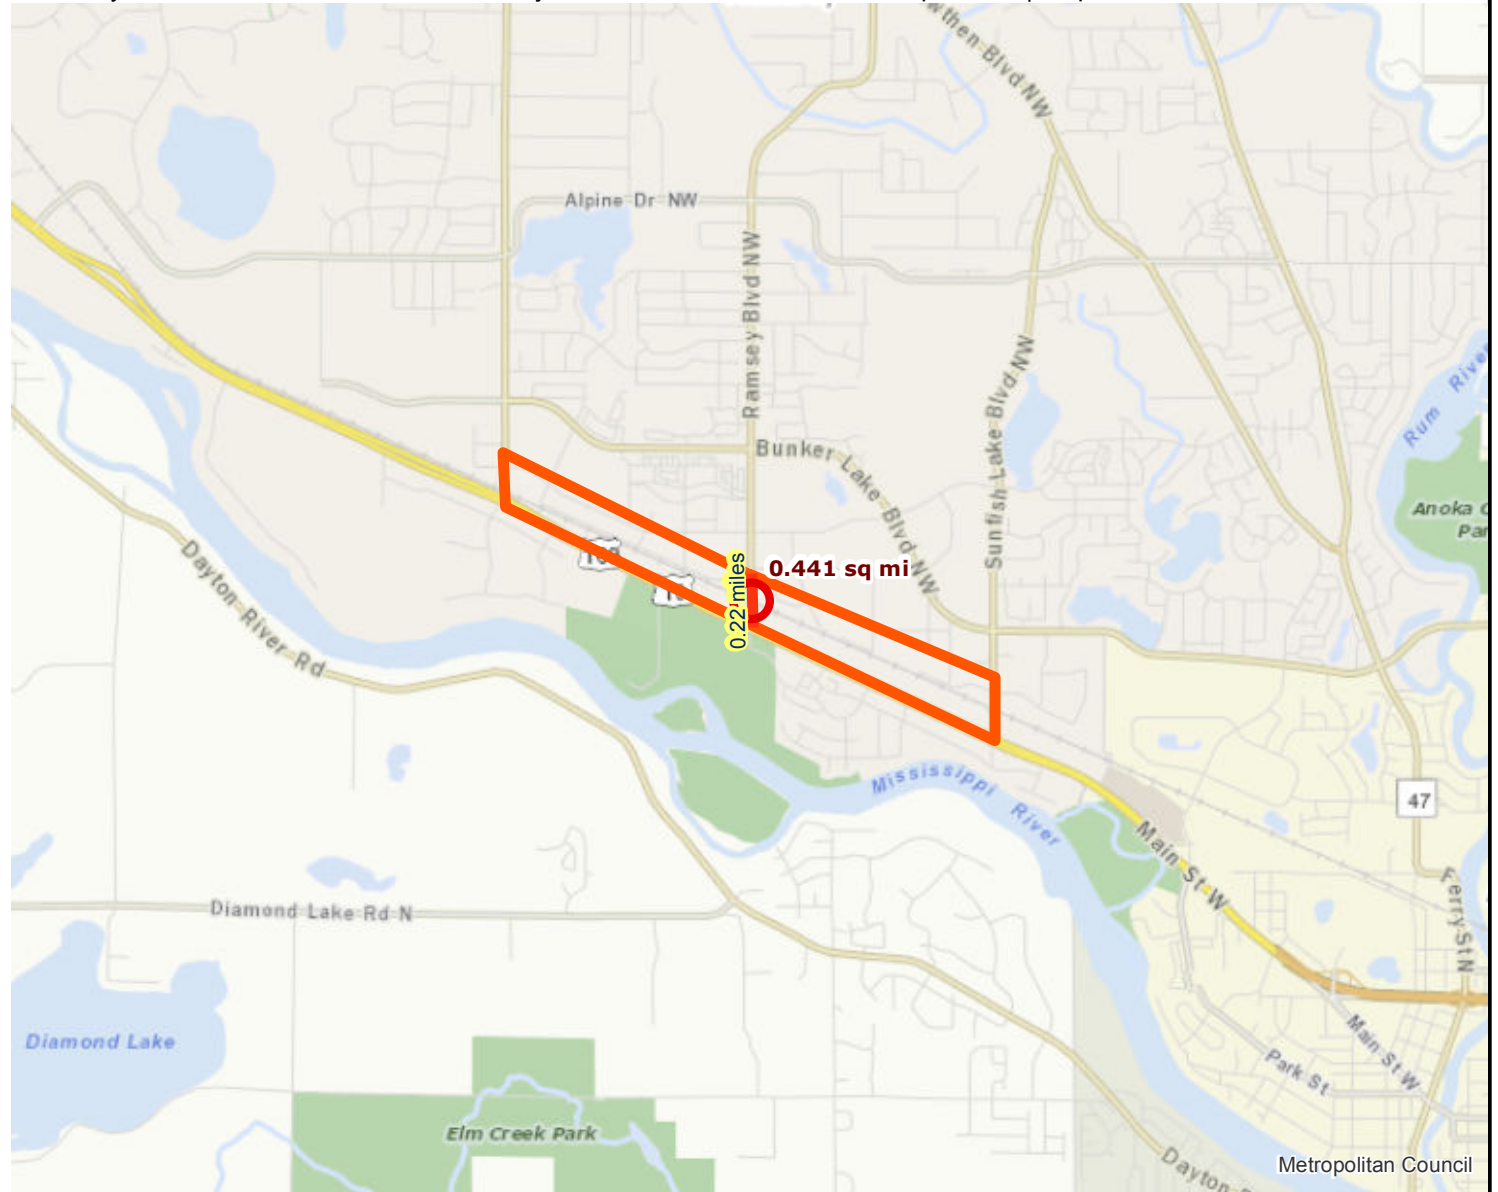 Alpine Dr NW
Ramsey Blvd NW
Bunker Lake Blvd NW
Sunfish Lake Blvd NW
Rum River
Anoka
0.441 sq mi
0.22 miles
Dayton River Rd
Mississippi River
47
Main St W
Ferry St N
Diamond Lake Rd N
Diamond Lake
Main St W
Park St
Elm Creek Park
Dayton
Metropolitan Council